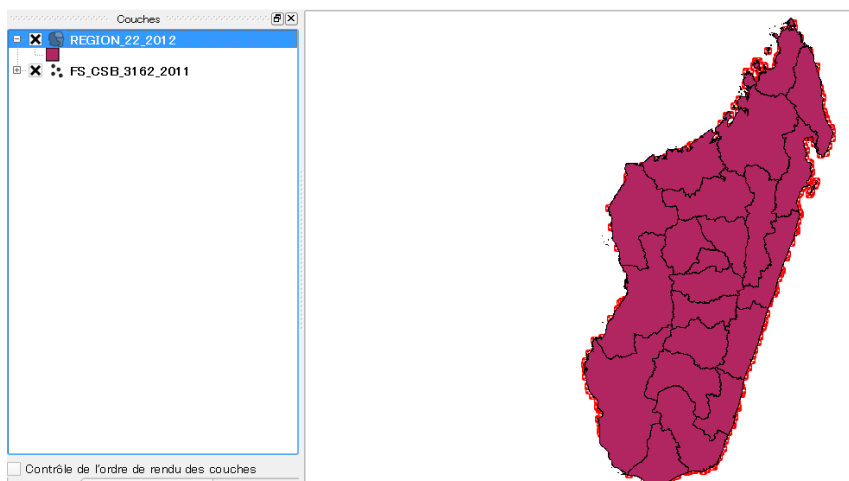 Couches
REGION_22_2012
FS_CSB_3162_2011
Contrôle de l'ordre de rendu des couches